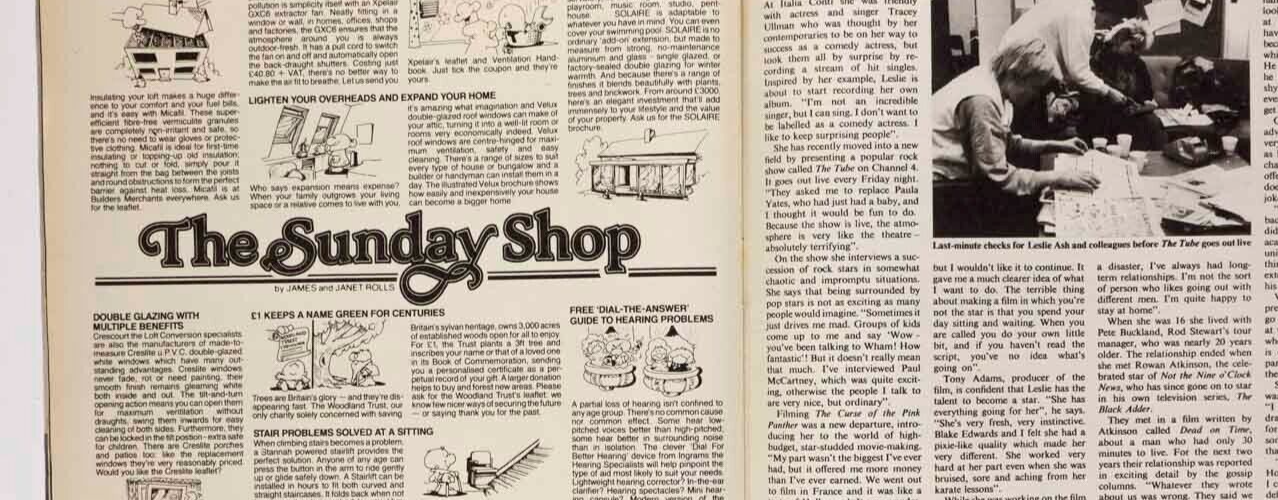 pollution is simplicity itself with an Xpelair
GXC6 extractor fan. Neatly fitting in a
window or wall, in homes, offices, shops
and factories, the GXC6 ensures that the
atmosphere around you is always
outdoor-fresh. It has a pull cord to switch
the fan on and off and automatically open
the back-draught shutters. Costing just
£40.80 + VAT, there's no better way to
make the air fit to breathe. Let us send you
Xpelair's leaflet and Ventilation Hand-
book. Just tick the coupon and they're
yours.
playroom, music room, studio, pent-
house. SOLAIRE is adaptable to
whatever you have in mind. You can even
cover your swimming pool. SOLAIRE is no
ordinary 'add-on' extension, but made to
measure from strong, no-maintenance
aluminium and glass - single glazed, or
factory-sealed double glazing for winter
warmth. And because there's a range of
finishes it blends beautifully with plants,
trees and brickwork. From around £3000,
here's an elegant investment that'll add
immensely to your lifestyle and the value
of your property. Ask us for the SOLAIRE
brochure.
Insulating your loft makes a huge differ-
ence to your comfort and your fuel bills,
and it's easy with Micafil. These super-
efficient fibre-free vermiculite granules
are completely non-irritant and safe, so
there's no need to wear gloves or protec-
tive clothing. Micafil is ideal for first-time
insulating or topping-up old insulation;
nothing to cut or fold, simply pour it
straight from the bag between the joists
and round obstructions to form the perfect
barrier against heat loss. Micafil is at
Builders Merchants everywhere. Ask us
for the leaflet.
LIGHTEN YOUR OVERHEADS AND EXPAND YOUR HOME
Who says expansion means expense?
When your family outgrows your living
space or a relative comes to live with you,
it's amazing what imagination and Velux
double-glazed roof windows can make of
your attic, turning it into a well-lit room or
rooms very economically indeed. Velux
roof windows are centre-hinged for maxi-
mum ventilation, safety and easy
cleaning. There's a range of sizes to suit
every type of house or bungalow and a
builder or handyman can install them in a
day. The illustrated Velux brochure shows
how easily and inexpensively your house
can become a bigger home
The Sunday Shop
by JAMES and JANET ROLLS
DOUBLE GLAZING WITH
MULTIPLE BENEFITS
Crescourt the Loft Conversion specialists
are also the manufacturers of made-to-
measure Creslite u.P.V.C. double-glazed
white windows which have many out-
standing advantages. Creslite windows
never fade, rot or need painting, their
smooth finish remains gleaming white
both inside and out. The tilt-and-turn
opening action means you can open them
for maximum ventilation without
draughts, swing them inwards for easy
cleaning of both sides. Furthermore, they
can be locked in the tilt position - extra safe
for children. There are Creslite porches
and patios too: like the replacement
windows they're very reasonably priced.
Would you like the Creslite leaflet?
£1 KEEPS A NAME GREEN FOR CENTURIES
Trees are Britain's glory — and they're dis-
appearing fast. The Woodland Trust, our
only charity solely concerned with saving
Britain's sylvan heritage, owns 3,000 acres
of established woods open for all to enjoy.
For £1, the Trust plants a 3ft tree and
inscribes your name or that of a loved one
in its Book of Commemoration, sending
you a personalised certificate as a per-
petual record of your gift. A larger donation
helps to buy and forest new areas. Please
ask for the Woodland Trust's leaflet: we
know few nicer ways of securing the future
— or saying thank you for the past.
STAIR PROBLEMS SOLVED AT A SITTING
When climbing stairs becomes a problem,
a Stannah powered stairlift provides the
perfect solution. Anyone of any age can
press the button in the arm to ride gently
up or glide safely down. A Stairlift can be
installed in hours to fit both curved and
straight staircases. It folds back when not
FREE 'DIAL-THE-ANSWER'
GUIDE TO HEARING PROBLEMS
A partial loss of hearing isn't confined to
any age group. There's no common cause
nor common effect. Some hear low-
pitched voices better than high-pitched,
some hear better in surrounding noise
than in isolation. The clever 'Dial For
Better Hearing' device from Ingrams the
Hearing Specialists will help pinpoint the
type of aid most likely to suit your needs.
Lightweight hearing corrector? In-the-ear
clarifier? Hearing spectacles? Mini hear-
At Italia Conti she was friendly
with actress and singer Tracey
Ullman who was thought by her
contemporaries to be on her way to
success as a comedy actress, but
took them all by surprise by re-
cording a stream of hit singles.
Inspired by her example, Leslie is
about to start recording her own
album. "I'm not an incredible
singer, but I can sing. I don't want to
be labelled as a comedy actress. I
like to keep surprising people".
She has recently moved into a new
field by presenting a popular rock
show called The Tube on Channel 4.
It goes out live every Friday night.
"They asked me to replace Paula
Yates, who had just had a baby, and
I thought it would be fun to do.
Because the show is live, the atmo-
sphere is very like the theatre –
absolutely terrifying".
On the show she interviews a suc-
cession of rock stars in somewhat
chaotic and impromptu situations.
She says that being surrounded by
pop stars is not as exciting as many
people would imagine. "Sometimes it
just drives me mad. Groups of kids
come up to me and say 'Wow –
you've been talking to Wham! How
fantastic'! But it doesn't really mean
that much. I've interviewed Paul
McCartney, which was quite excit-
ing, otherwise the people I talk to
are very nice, but ordinary".
Filming The Curse of the Pink
Panther was a new departure, intro-
ducing her to the world of high-
budget, star-studded movie-making.
"My part wasn't the biggest I've ever
had, but it offered me more money
than I've ever earned. We went out
to film in France and it was like a
Last-minute checks for Leslie Ash and colleagues before The Tube goes out live
but I wouldn't like it to continue. It
gave me a much clearer idea of what
I want to do. The terrible thing
about making a film in which you're
not the star is that you spend your
day sitting and waiting. When you
are called you do your own little
bit, and if you haven't read the
script, you've no idea what's
going on".
Tony Adams, producer of the
film, is confident that Leslie has the
talent to become a star. "She has
everything going for her", he says.
"She's very fresh, very instinctive.
Blake Edwards and I felt she had a
pixie-like quality which made her
very different. She worked very
hard at her part even when she was
bruised, sore and aching from her
karate lessons".
While she was working on the film
a disaster, I've always had long-
term relationships. I'm not the sort
of person who likes going out with
different men. I'm quite happy to
stay at home".
When she was 16 she lived with
Pete Buckland, Rod Stewart's tour
manager, who was nearly 20 years
older. The relationship ended when
she met Rowan Atkinson, the cele-
brated star of Not the Nine o'Clock
News, who has since gone on to star
in his own television series, The
Black Adder.
They met in a film written by
Atkinson called Dead on Time,
about a man who had only 30
minutes to live. For the next two
years their relationship was reported
in exciting detail by the gossip
columns. "Whatever they wrote
about us was wrong. They said we